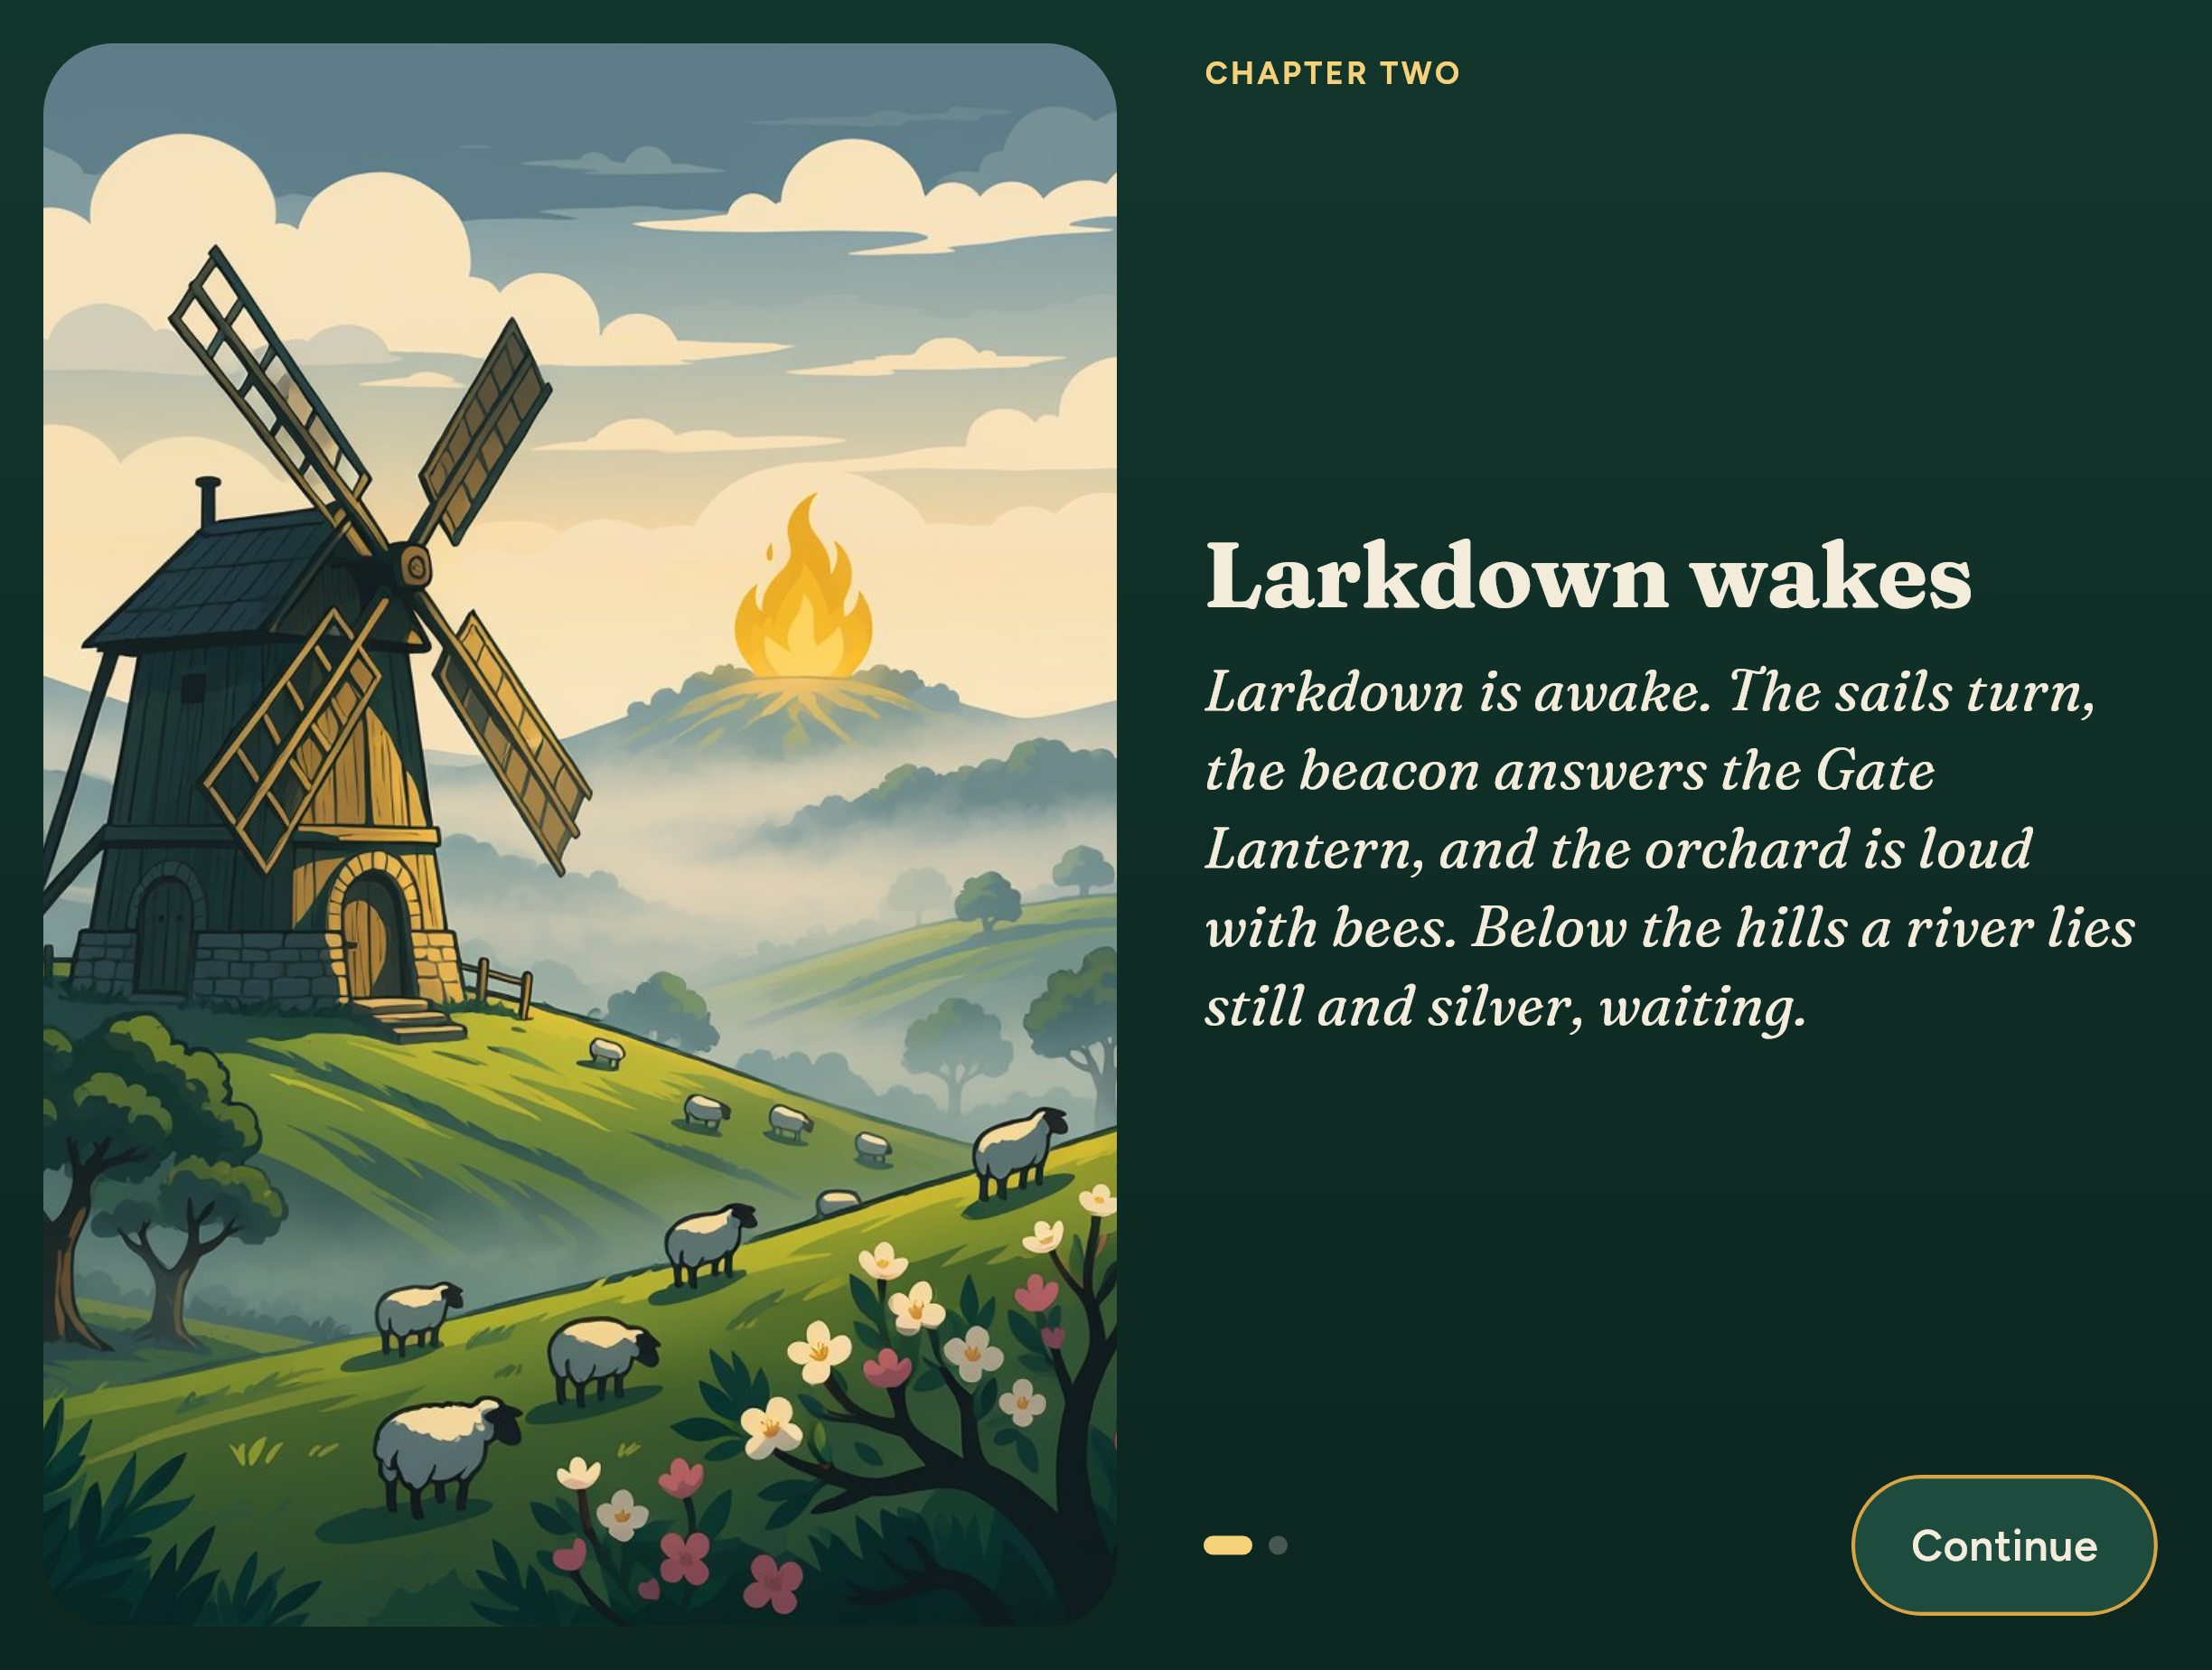 CHAPTER TWO
Larkdown wakes
Larkdown is awake. The sails turn,
the beacon answers the Gate
Lantern, and the orchard is loud
with bees. Below the hills a river lies
still and silver, waiting.
Continue